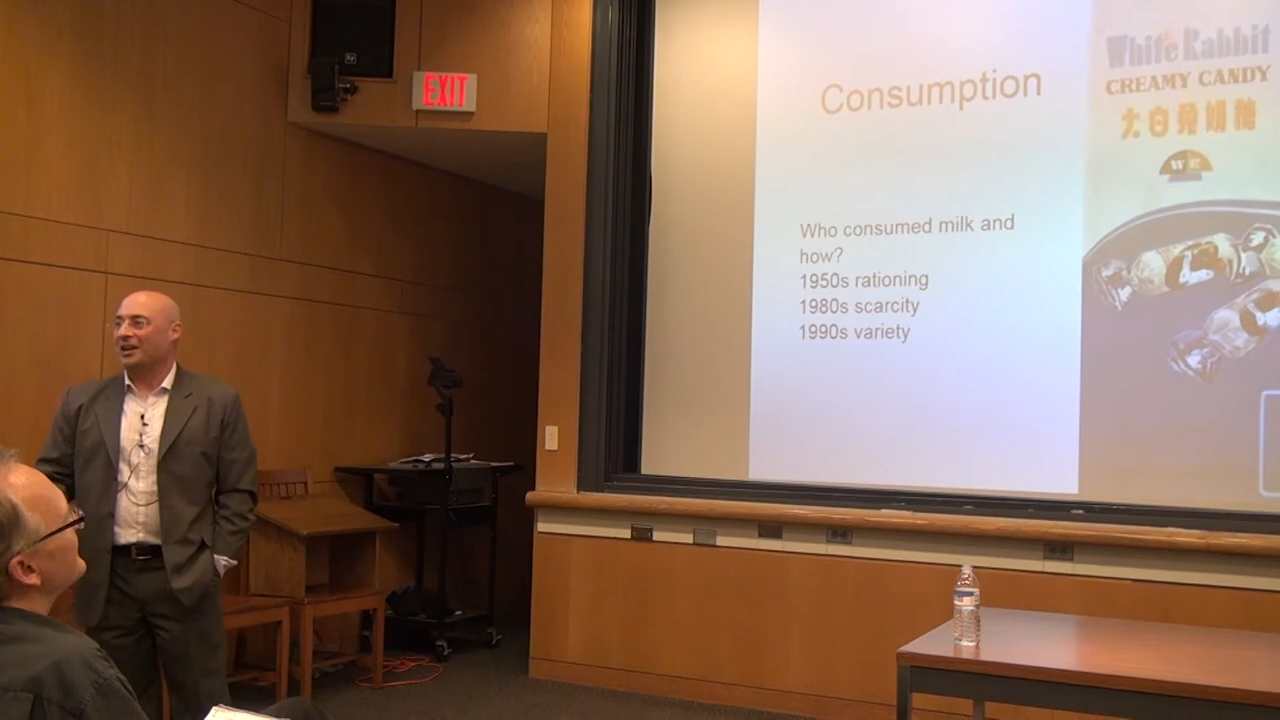 EXIT
Consumption
Who consumed milk and
how?
1950s rationing
1980s scarcity
1990s variety
White Rabbit
CREAMY CANDY
大白兔奶糖